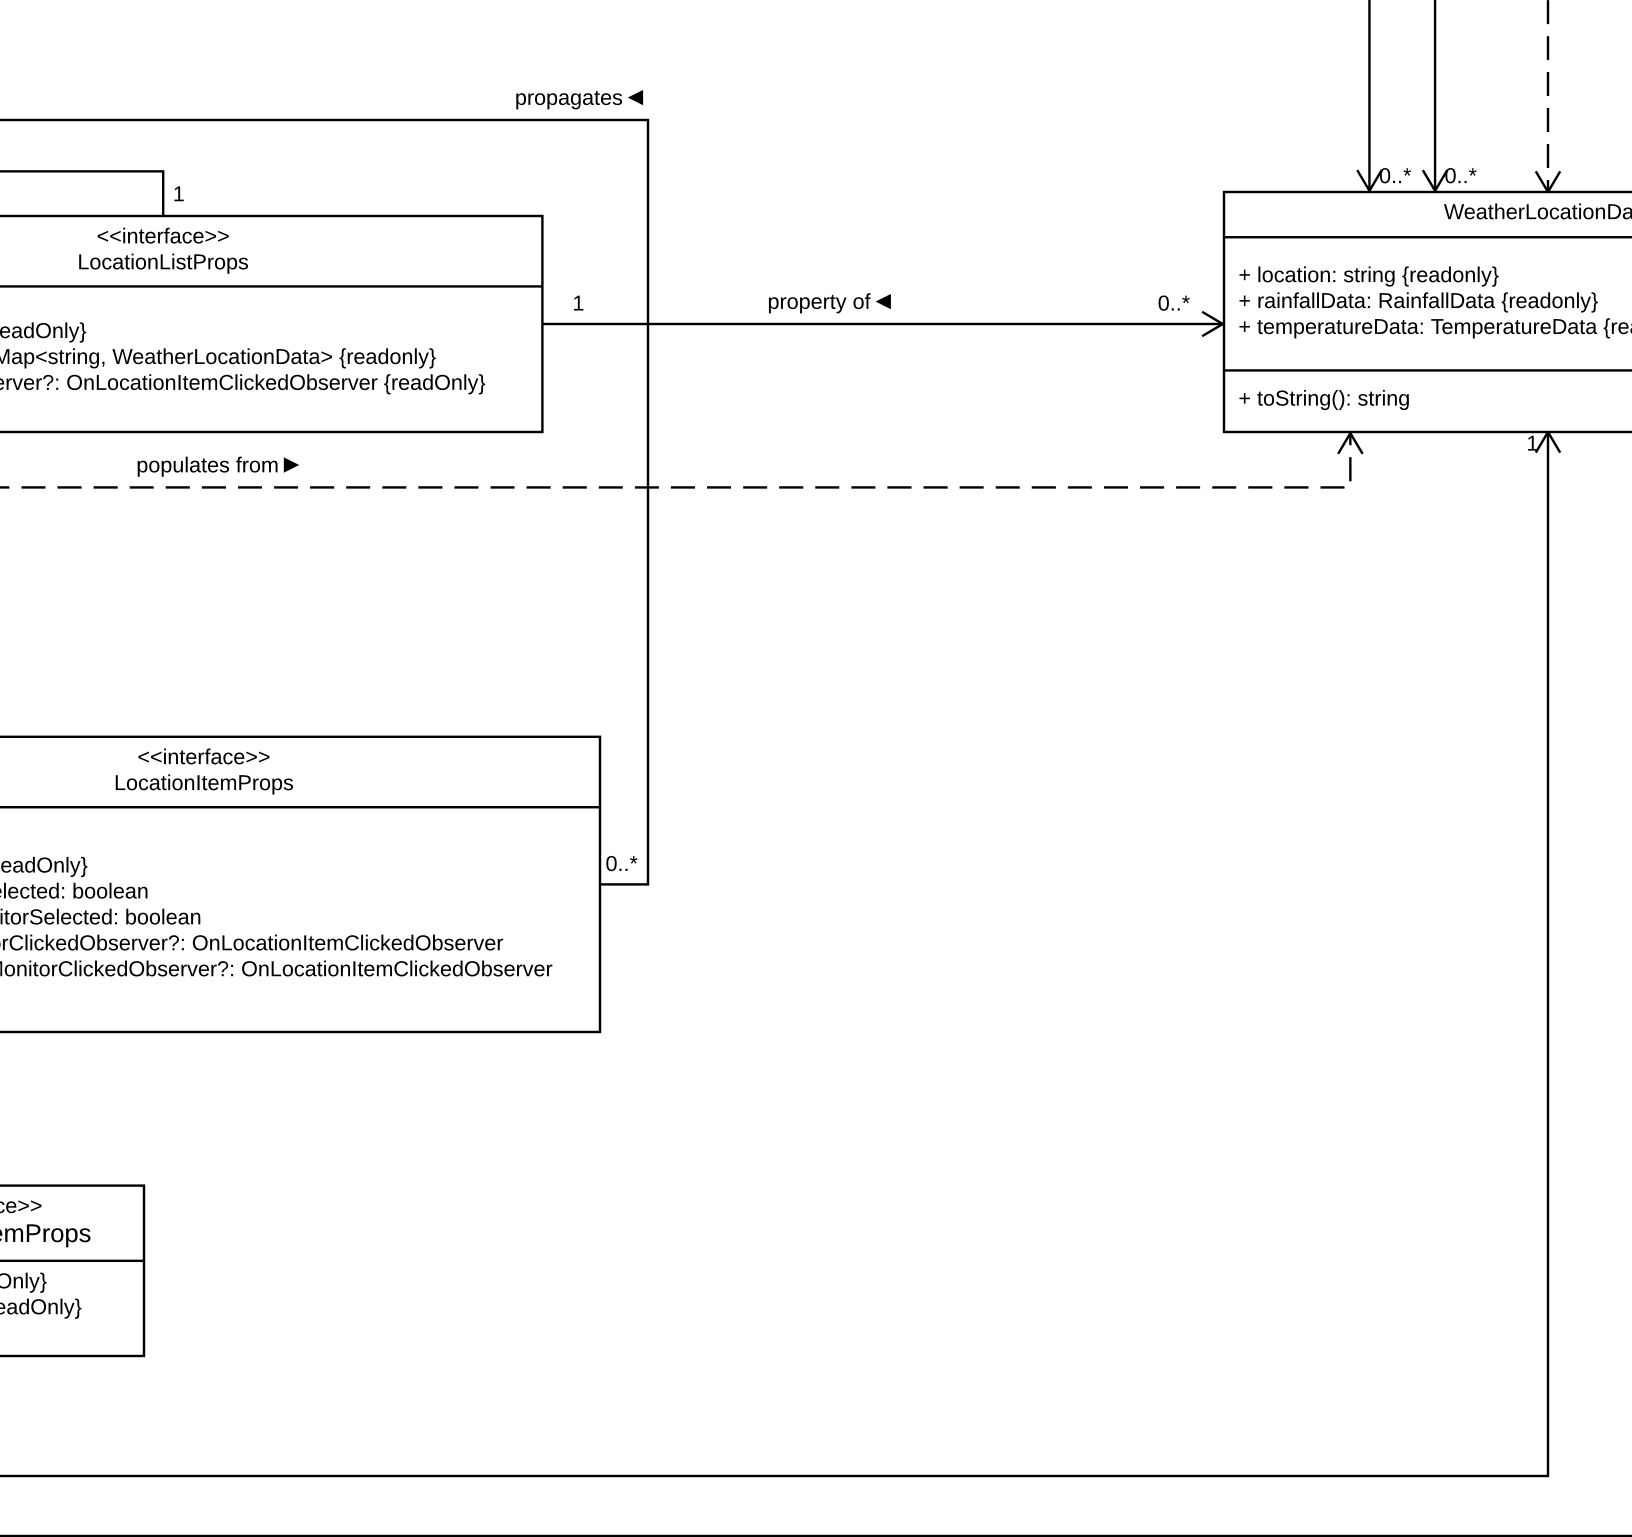 propagates ◀
1
<<interface>>
LocationListProps
eadOnly}
Map<string, WeatherLocationData> {readonly}
erver?: OnLocationItemClickedObserver {readOnly}
1
property of ◀
0..*
0..*
0..*
WeatherLocationDa
+ location: string {readonly}
+ rainfallData: RainfallData {readonly}
+ temperatureData: TemperatureData {rea
+ toString(): string
1
populates from ▶
<<interface>>
LocationItemProps
eadOnly}
elected: boolean
itorSelected: boolean
orClickedObserver?: OnLocationItemClickedObserver
MonitorClickedObserver?: OnLocationItemClickedObserver
0..*
ce>>
emProps
Only}
eadOnly}